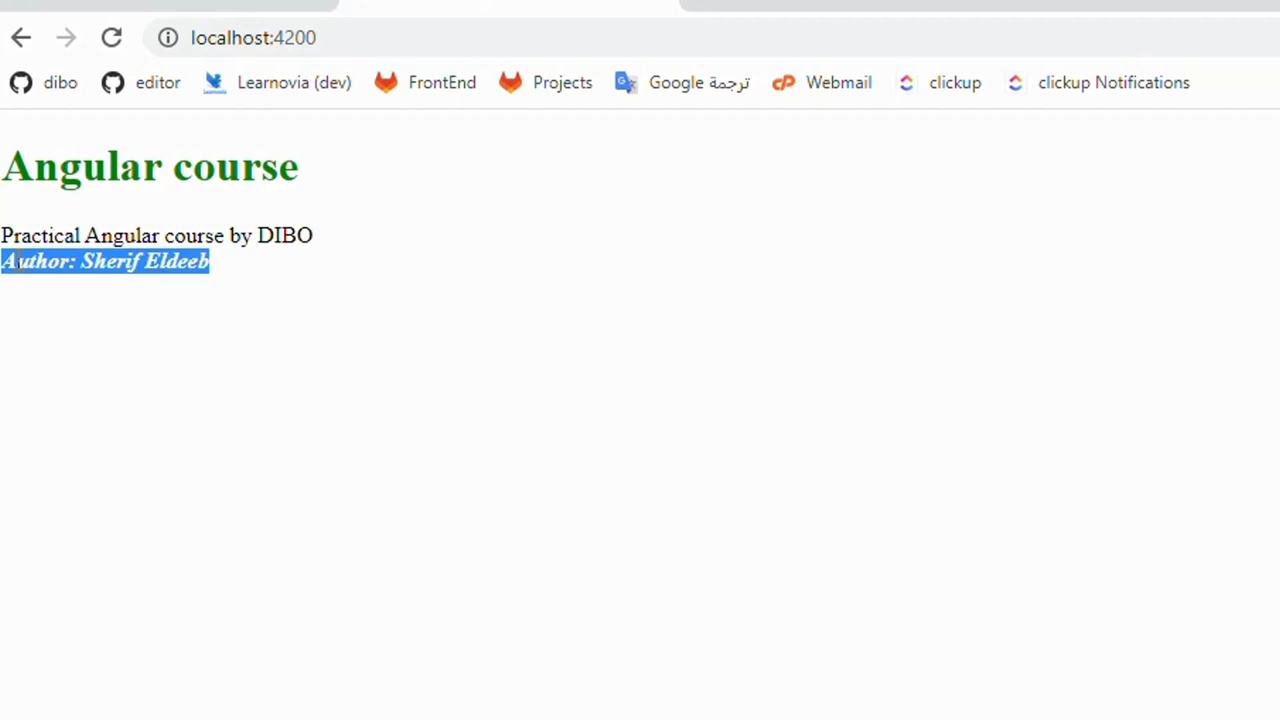 localhost:4200
dibo editor Learnovia (dev) FrontEnd Projects ترجمة Google Webmail clickup clickup Notifications
Angular course
Practical Angular course by DIBO
Author: Sherif Eldeeb